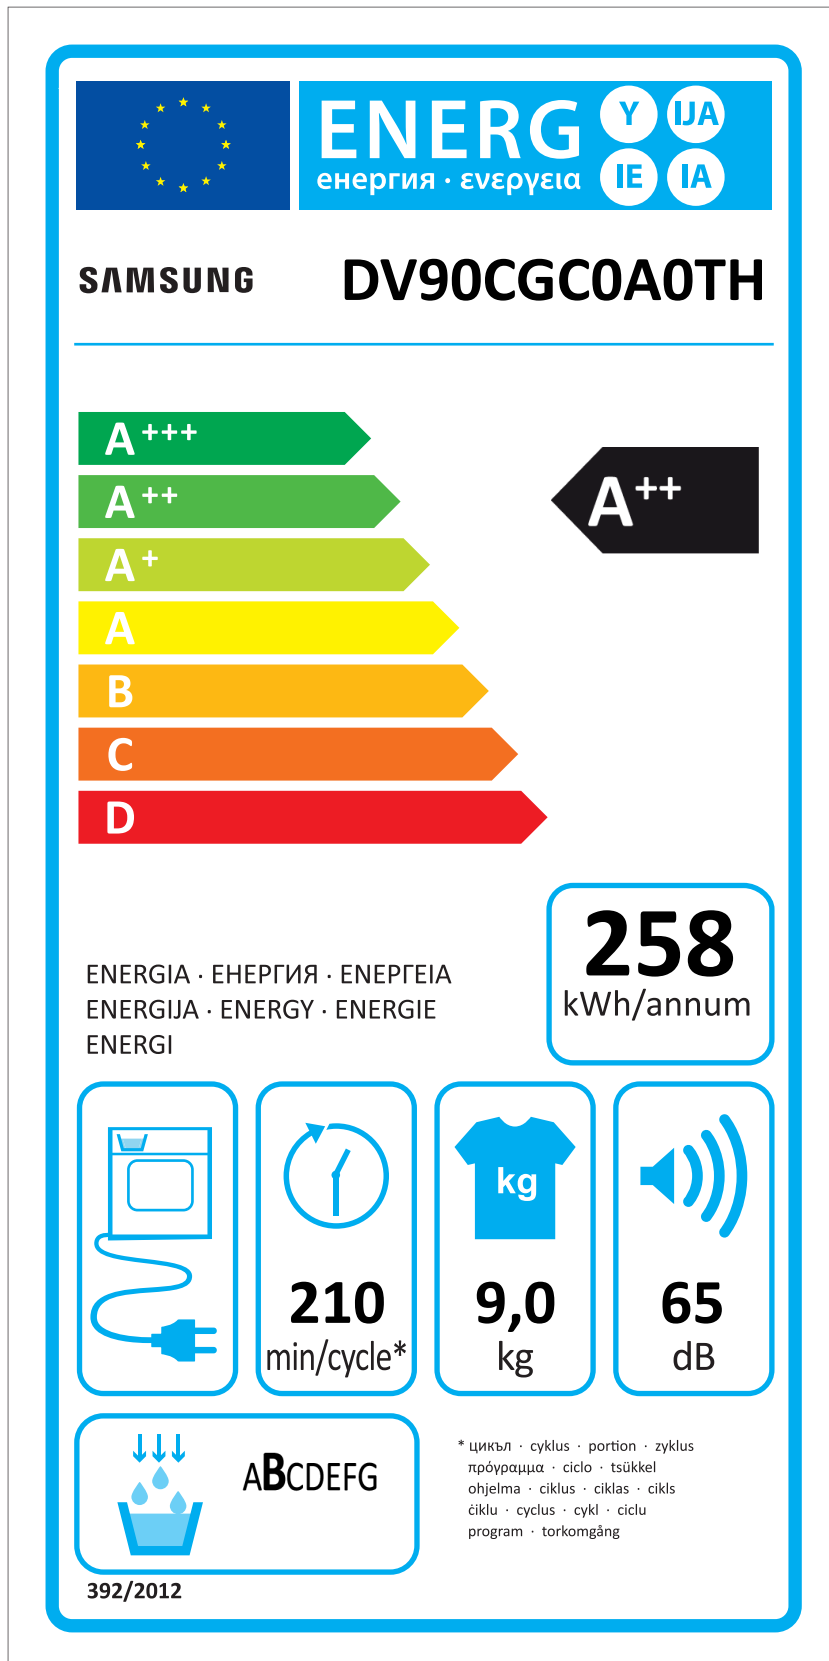 ENERG Y IJA
енергия · ενεργεια IE IA
SAMSUNG DV90CGC0A0TH
A+++
A++
A++
A+
A
B
C
D
258
kWh/annum
ENERGIA · ЕНЕРГИЯ · ΕΝΕΡΓΕΙΑ
ENERGIJA · ENERGY · ENERGIE
ENERGI
kg
210
min/cycle*
9,0
kg
65
dB
ABCDEFG
* цикъл · cyklus · portion · zyklus
πρόγραμμα · ciclo · tsükkel
ohjelma · ciklus · ciklas · cikls
ċiklu · cyclus · cykl · ciclu
program · torkomgång
392/2012